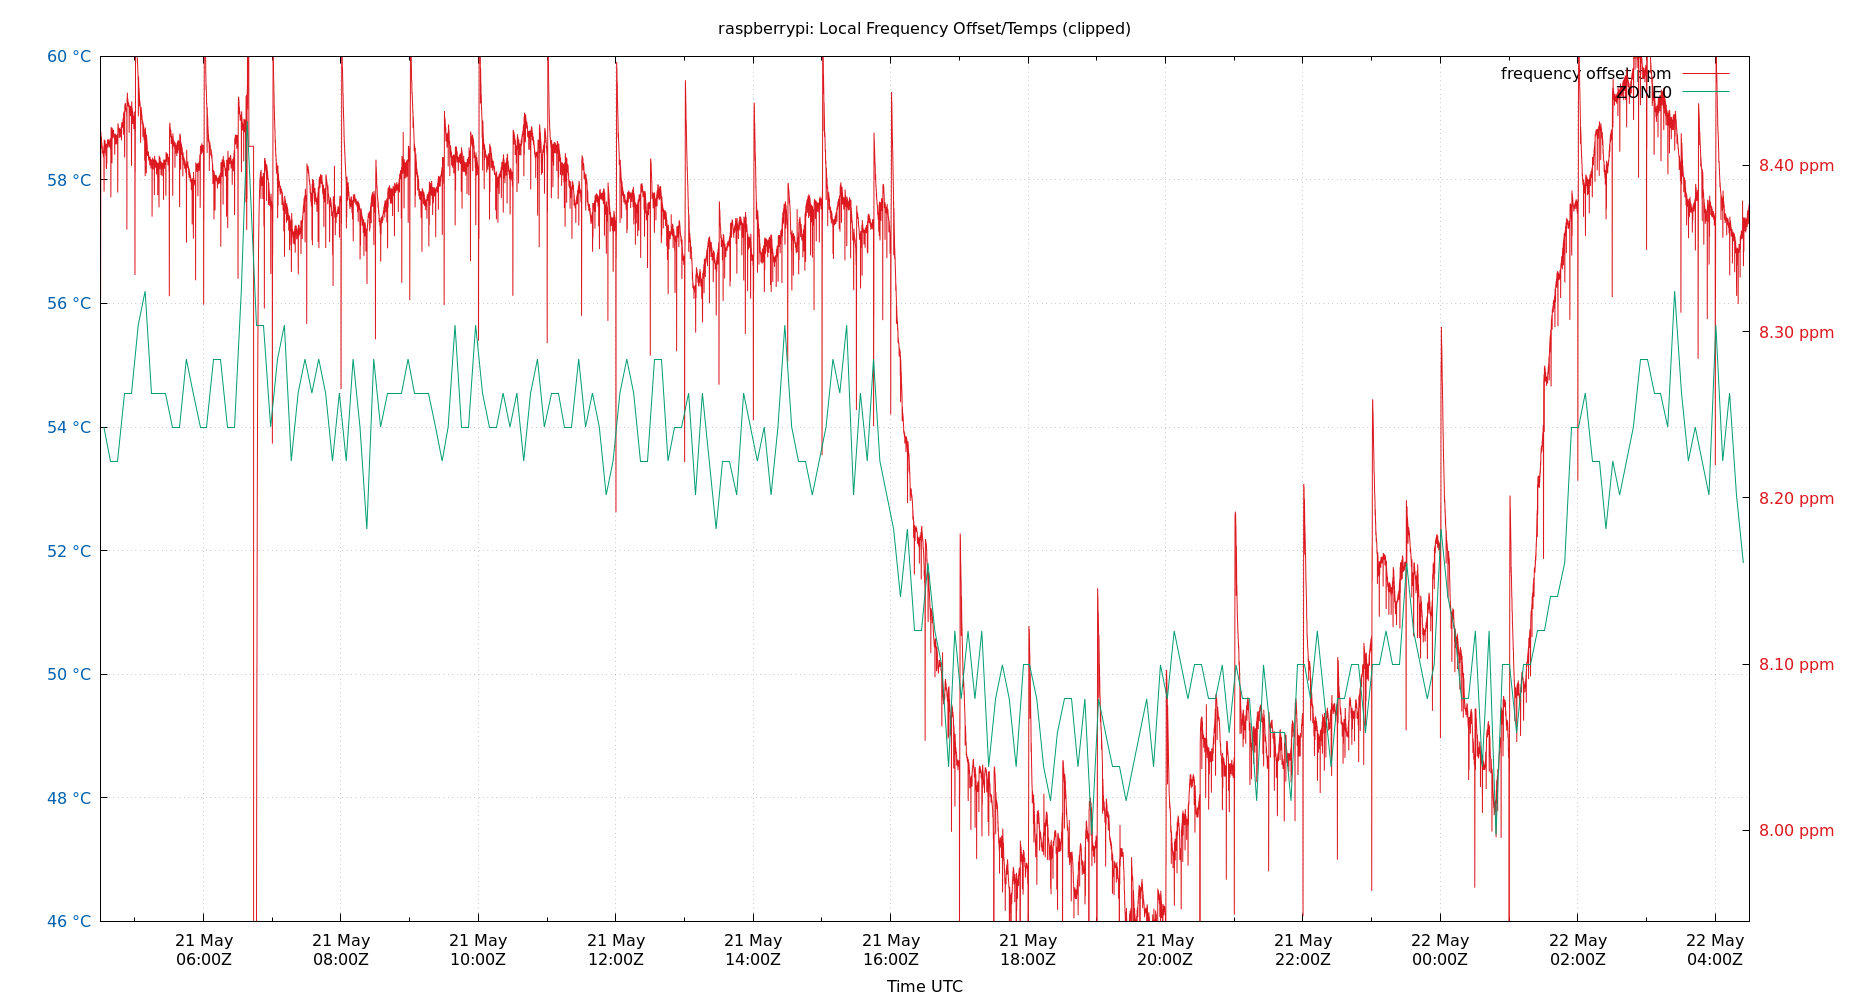 raspberrypi: Local Frequency Offset/Temps (clipped)
60 °C
58 °C
56 °C
54 °C
52 °C
50 °C
48 °C
46 °C
frequency offset ppm
ZONE0
8.40 ppm
8.30 ppm
8.20 ppm
8.10 ppm
8.00 ppm
21 May 21 May 21 May 21 May 21 May 21 May 21 May 21 May 21 May 22 May 22 May 22 May
06:00Z 08:00Z 10:00Z 12:00Z 14:00Z 16:00Z 18:00Z 20:00Z 22:00Z 00:00Z 02:00Z 04:00Z
Time UTC